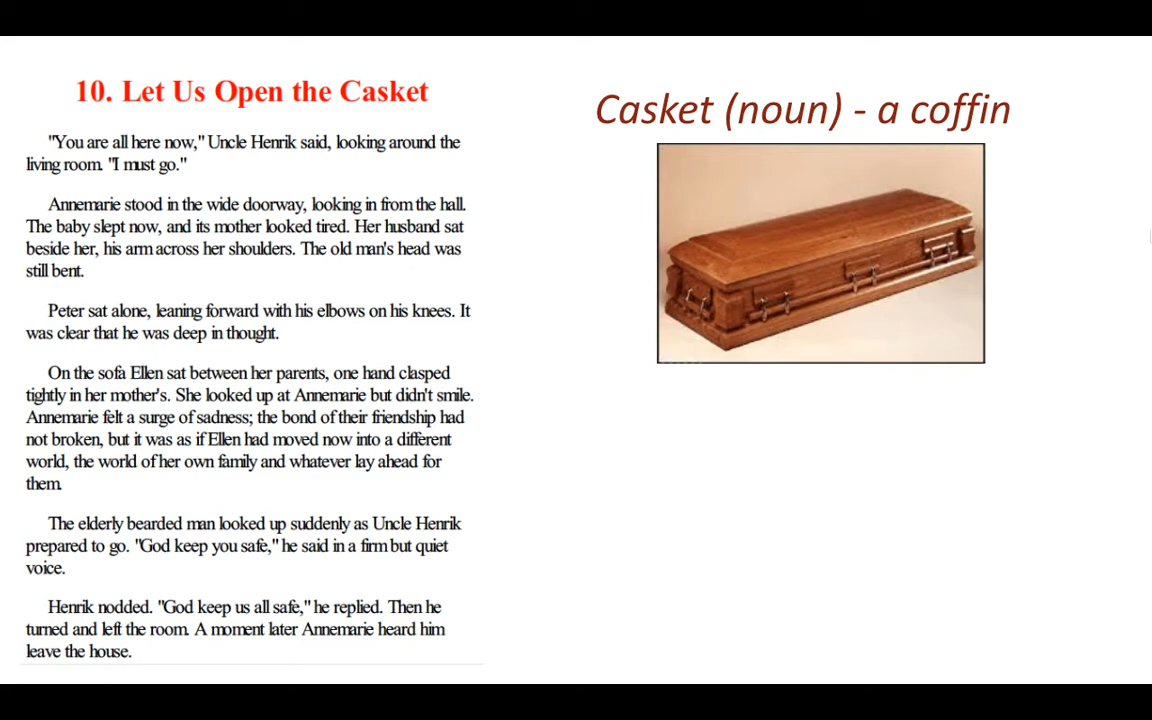 10. Let Us Open the Casket
"You are all here now," Uncle Henrik said, looking around the
living room. "I must go."
Annemarie stood in the wide doorway, looking in from the hall.
The baby slept now, and its mother looked tired. Her husband sat
beside her, his arm across her shoulders. The old man's head was
still bent.
Peter sat alone, leaning forward with his elbows on his knees. It
was clear that he was deep in thought.
On the sofa Ellen sat between her parents, one hand clasped
tightly in her mother's. She looked up at Annemarie but didn't smile.
Annemarie felt a surge of sadness; the bond of their friendship had
not broken, but it was as if Ellen had moved now into a different
world, the world of her own family and whatever lay ahead for
them.
The elderly bearded man looked up suddenly as Uncle Henrik
prepared to go. "God keep you safe," he said in a firm but quiet
voice.
Henrik nodded. "God keep us all safe," he replied. Then he
turned and left the room. A moment later Annemarie heard him
leave the house.
Casket (noun) - a coffin